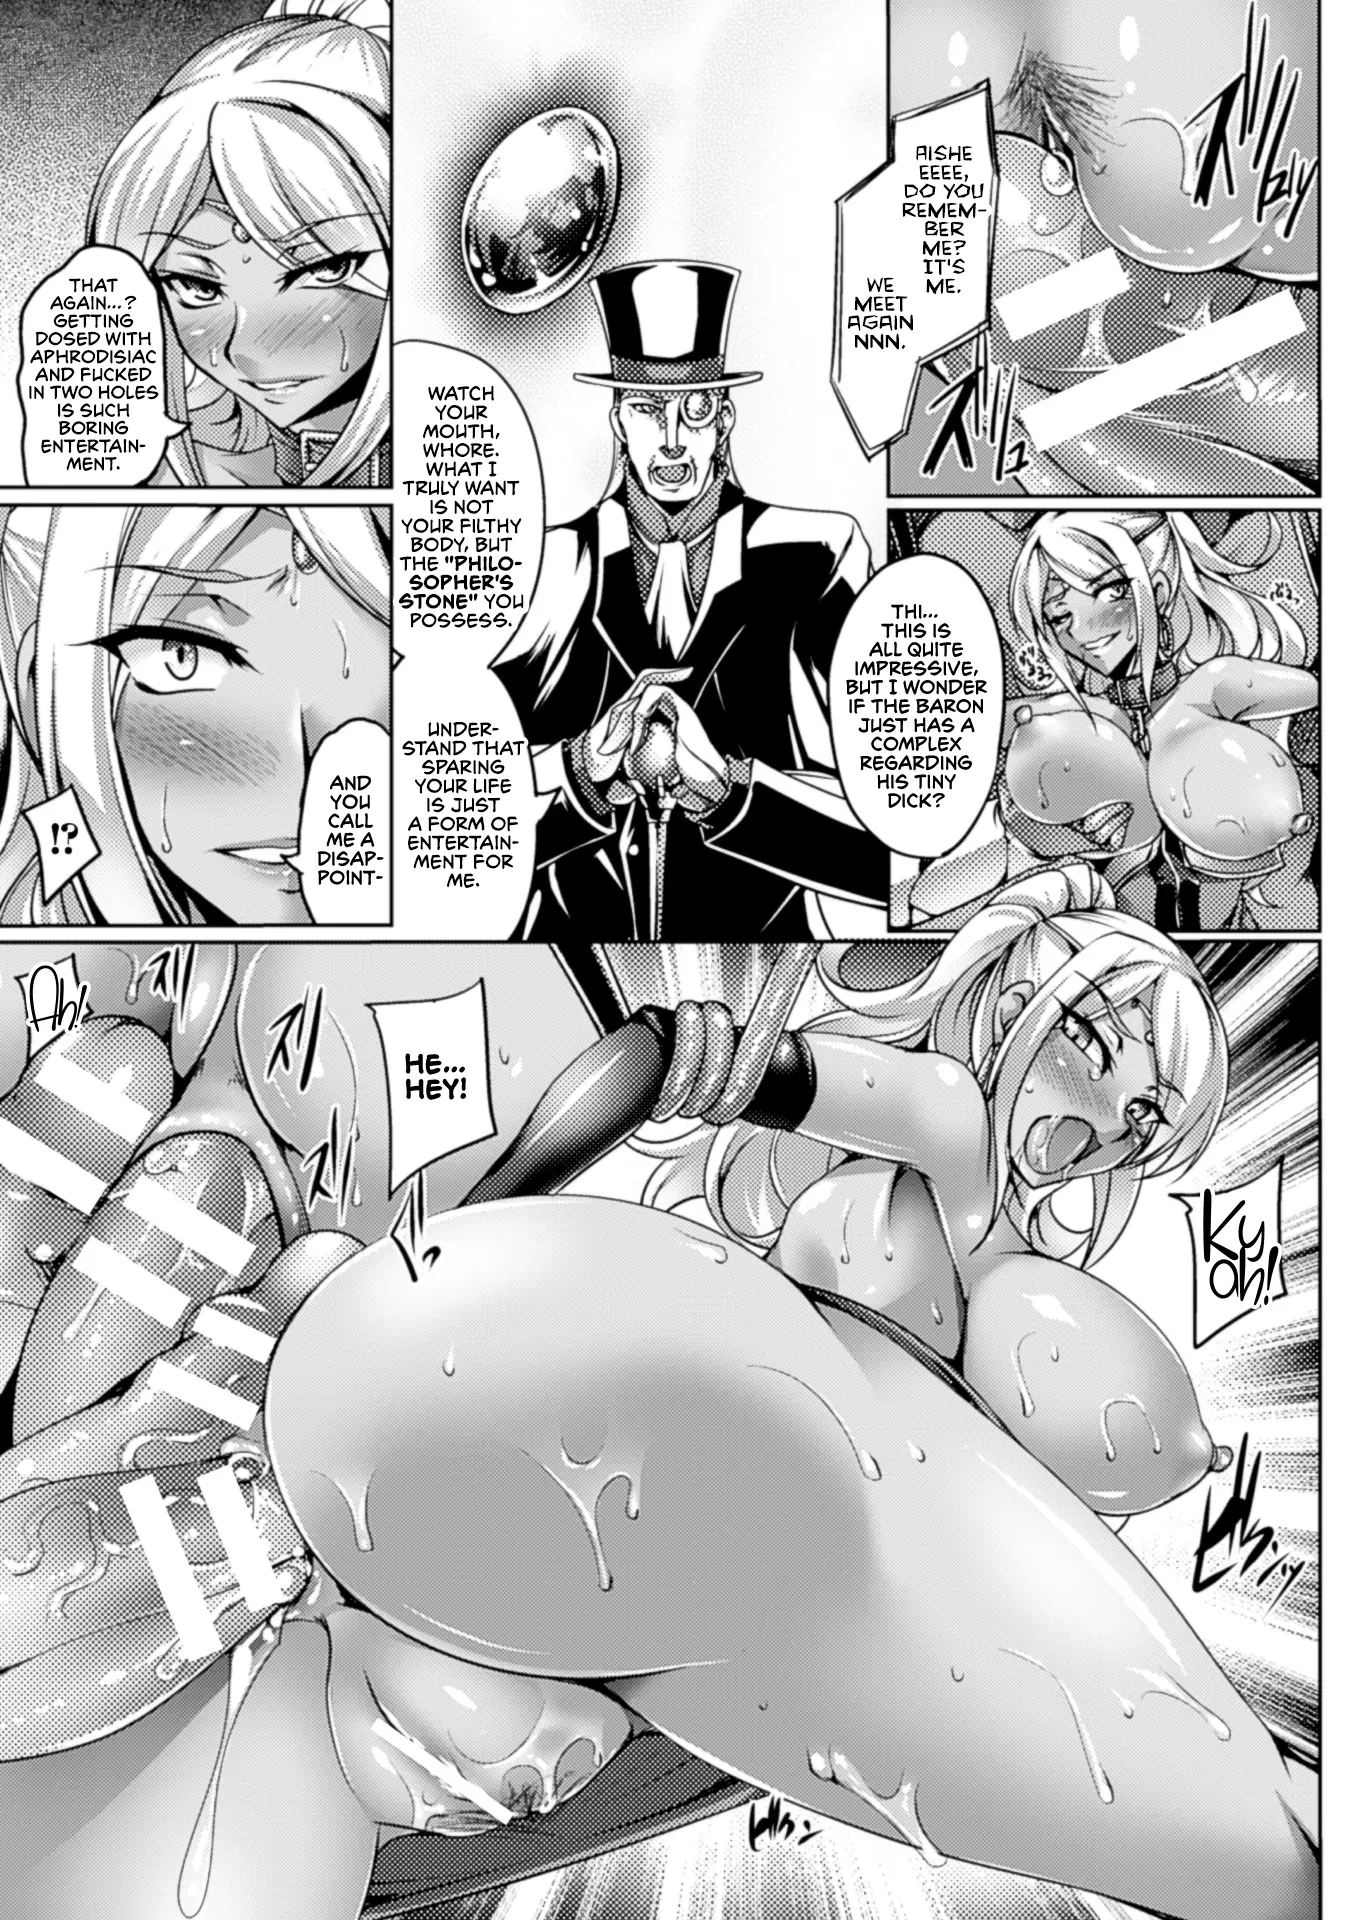 AISHE
EEEE,
DO YOU
REMEM-
BER
ME?
IT'S
ME.
WE
MEET
AGAIN
NNN.
THI...
THIS IS
ALL QUITE
IMPRESSIVE,
BUT I WONDER
IF THE BARON
JUST HAS A
COMPLEX
REGARDING
HIS TINY
DICK?
WATCH
YOUR
MOUTH,
WHORE.
WHAT I
TRULY WANT
IS NOT
YOUR FILTHY
BODY, BUT
THE "PHILO-
SOPHER'S
STONE" YOU
POSSESS.
UNDER-
STAND THAT
SPARING
YOUR LIFE
IS JUST
A FORM OF
ENTERTAIN-
MENT FOR
ME.
THAT
AGAIN...?
GETTING
DOSED WITH
APHRODISIAC
AND FUCKED
IN TWO HOLES
IS SUCH
BORING
ENTERTAIN-
MENT.
AND
YOU
CALL
ME A
DISAP-
POINT-
!?
HE...
HEY!
Ah!
Ky
ah!